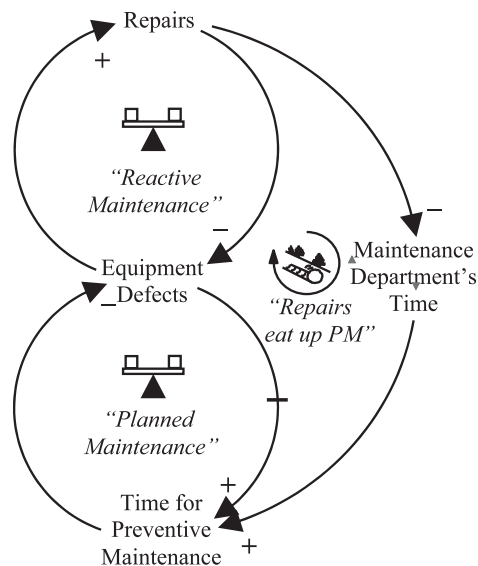 Repairs
+
“Reactive
Maintenance”
–
–
Equipment
Defects
–
Maintenance
Department’s
Time
“Repairs
eat up PM”
“Planned
Maintenance”
+
Time for
Preventive
Maintenance
+